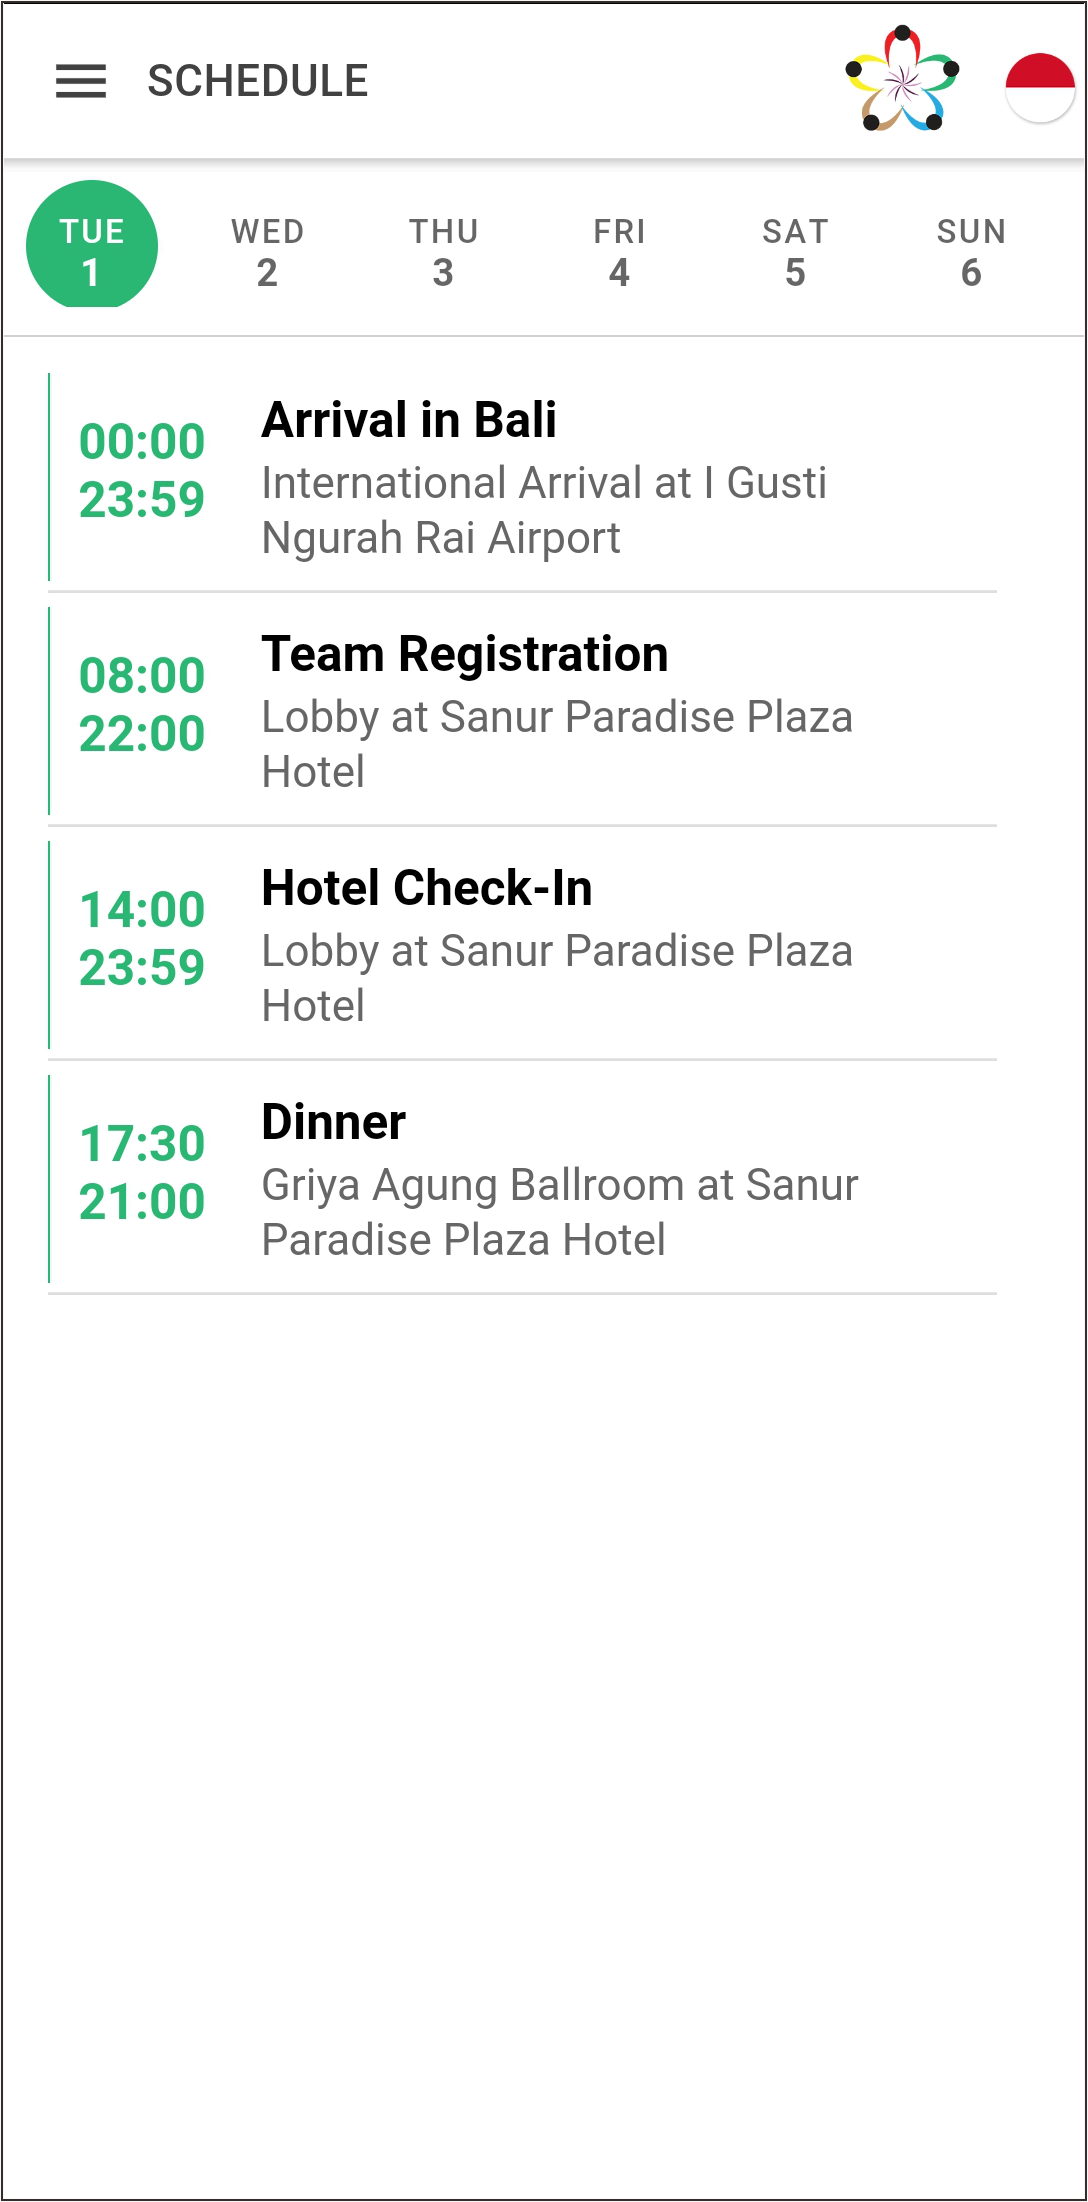 SCHEDULE
TUE WED THU FRI SAT SUN
1 2 3 4 5 6
00:00
23:59
Arrival in Bali
International Arrival at I Gusti
Ngurah Rai Airport
08:00
22:00
Team Registration
Lobby at Sanur Paradise Plaza
Hotel
14:00
23:59
Hotel Check-In
Lobby at Sanur Paradise Plaza
Hotel
17:30
21:00
Dinner
Griya Agung Ballroom at Sanur
Paradise Plaza Hotel